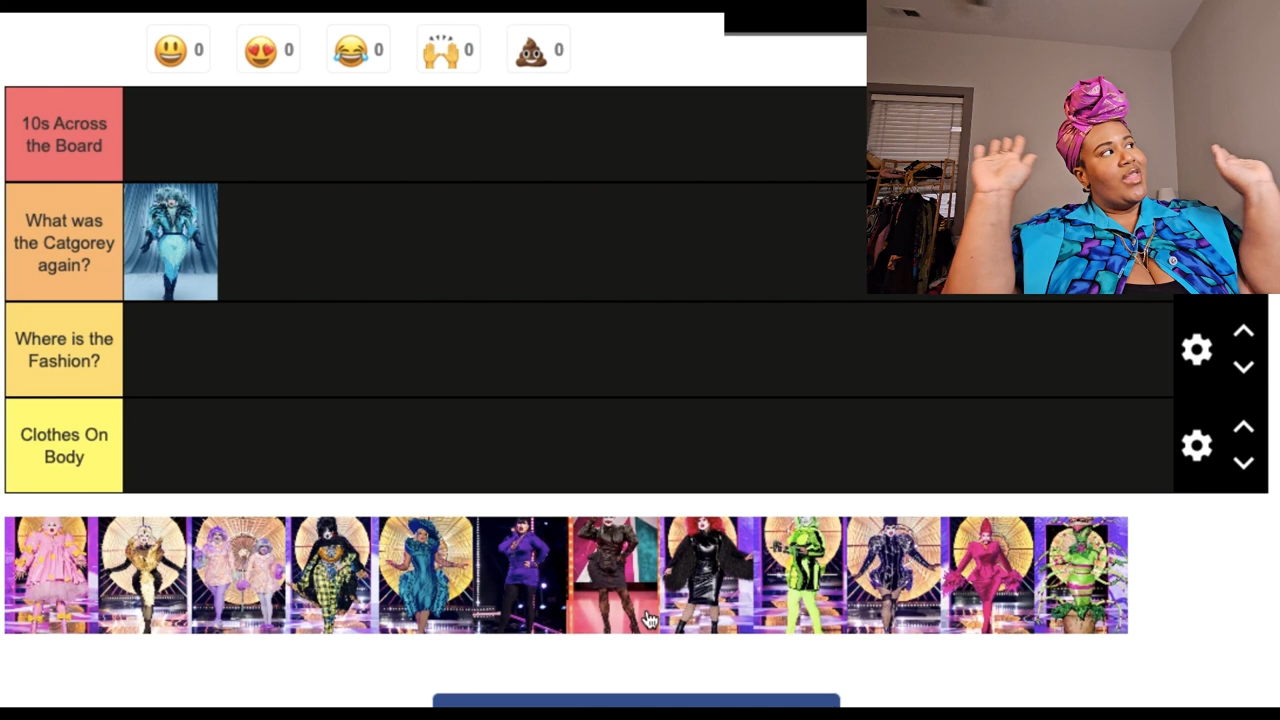 0 0 0 0 0
10s Across
the Board
What was
the Catgorey
again?
Where is the
Fashion?
Clothes On
Body